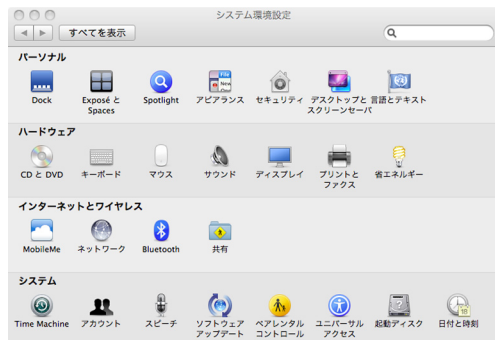 システム環境設定
すべてを表示
パーソナル
Dock
Exposé と
Spaces
Spotlight
アピアランス
セキュリティ
デスクトップと
スクリーンセーバ
言語とテキスト
ハードウェア
CD と DVD
キーボード
マウス
サウンド
ディスプレイ
プリントと
ファクス
省エネルギー
インターネットとワイヤレス
MobileMe
ネットワーク
Bluetooth
共有
システム
Time Machine
アカウント
スピーチ
ソフトウェア
アップデート
ペアレンタル
コントロール
ユニバーサル
アクセス
起動ディスク
日付と時刻